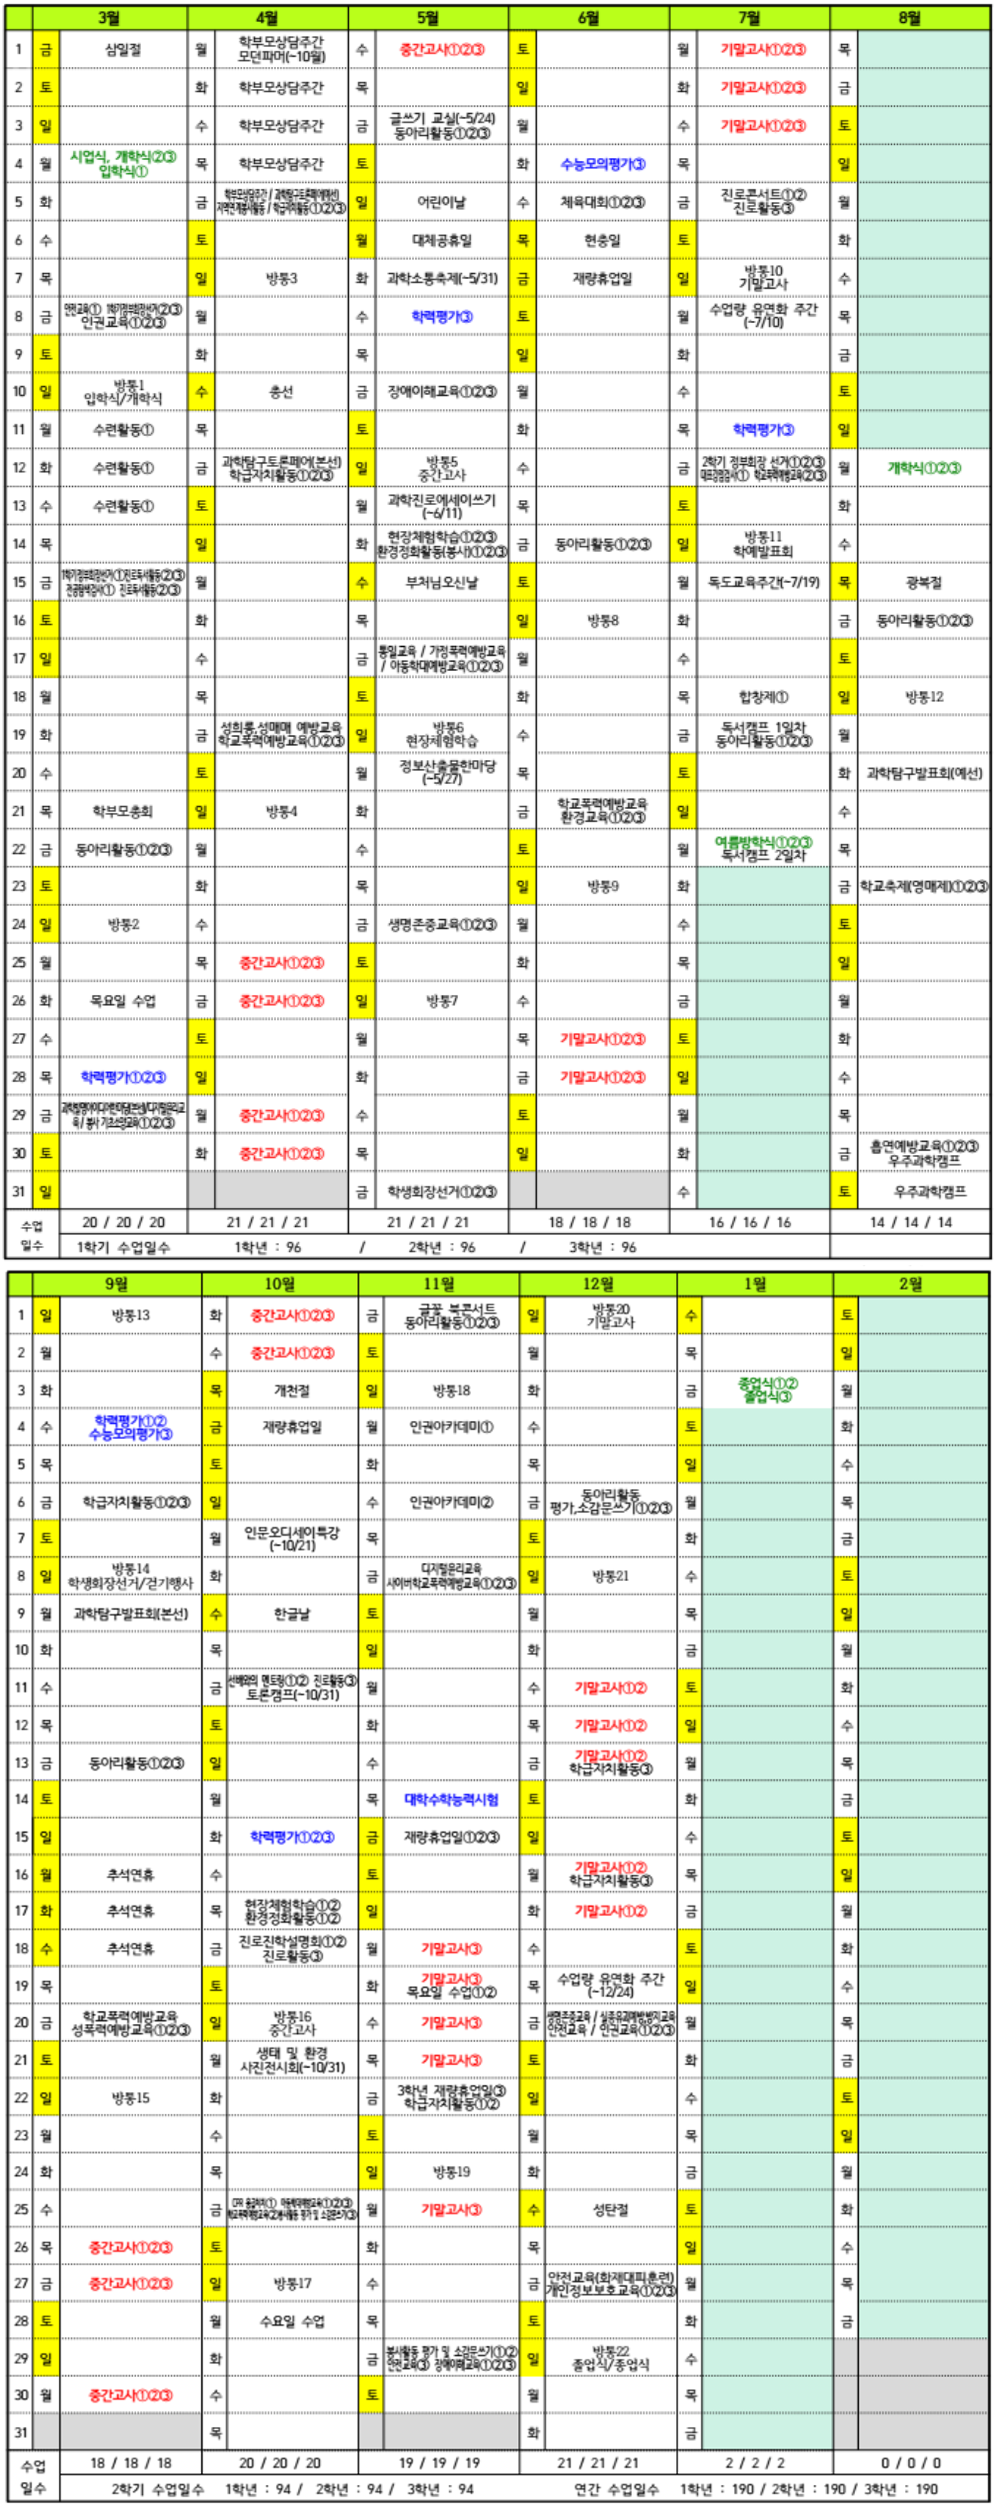 3월 4월 5월 6월 7월 8월
1 금 삼일절 월 학부모상담주간 모던파머(~10월) 수 중간고사①②③ 토 월 기말고사①②③ 목
2 토 화 학부모상담주간 목 일 화 기말고사①②③ 금
3 일 수 학부모상담주간 금 글쓰기 교실(~5/24) 동아리활동①②③ 월 수 기말고사①②③ 토
4 월 시업식, 개학식②③ 입학식① 목 학부모상담주간 토 화 수능모의평가③ 목 일
5 화 금 일 어린이날 수 체육대회①②③ 금 진로콘서트①② 진로활동③ 월
6 수 토 월 대체공휴일 목 현충일 토 화
7 목 일 방통3 화 과학소통축제(~5/31) 금 재량휴업일 일 방통10 기말고사 수
8 금 인권교육①②③ 월 수 학력평가③ 토 월 수업량 유연화 주간 (~7/10) 목
9 토 화 목 일 화 금
10 일 방통1 입학식/개학식 수 총선 금 장애이해교육①②③ 월 수 토
11 월 수련활동① 목 토 화 목 학력평가③ 일
12 화 수련활동① 금 과학탐구토론페어(본선) 학급자치활동①②③ 일 방통5 중간고사 수 금 2학기 정부회장 선거①②③ 월 개학식①②③
13 수 수련활동① 토 월 과학진로에세이쓰기 (~6/11) 목 토 화
14 목 일 화 현장체험학습①②③ 환경정화활동(봉사)①②③ 금 동아리활동①②③ 일 방통11 학예발표회 수
15 금 월 수 부처님오신날 토 월 독도교육주간(~7/19) 목 광복절
16 토 화 목 일 방통8 화 금 동아리활동①②③
17 일 수 금 통일교육 / 가정폭력예방교육 / 아동학대예방교육①②③ 월 수 토
18 월 목 토 화 목 합창제① 일 방통12
19 화 금 성희롱,성매매 예방교육 학교폭력예방교육①②③ 일 방통6 현장체험학습 수 금 독서캠프 1일차 동아리활동①②③ 월
20 수 토 월 정보산출물한마당 (~5/27) 목 토 화 과학탐구발표회(예선)
21 목 학부모총회 일 방통4 화 금 학교폭력예방교육 환경교육①②③ 일 수
22 금 동아리활동①②③ 월 수 토 월 여름방학식①②③ 독서캠프 2일차 목
23 토 화 목 일 방통9 화 금 학교축제(영매제)①②③
24 일 방통2 수 금 생명존중교육①②③ 월 수 토
25 월 목 중간고사①②③ 토 화 목 일
26 화 목요일 수업 금 중간고사①②③ 일 방통7 수 금 월
27 수 토 월 목 기말고사①②③ 토 화
28 목 학력평가①②③ 일 화 금 기말고사①②③ 일 수
29 금 월 중간고사①②③ 수 토 월 목
30 토 화 중간고사①②③ 목 일 화 금 흡연예방교육①②③ 우주과학캠프
31 일 금 학생회장선거①②③ 수 토 우주과학캠프
수업 20 / 20 / 20 21 / 21 / 21 21 / 21 / 21 18 / 18 / 18 16 / 16 / 16 14 / 14 / 14
일수 1학기 수업일수 1학년 : 96 / 2학년 : 96 / 3학년 : 96
9월 10월 11월 12월 1월 2월
1 일 방통13 화 중간고사①②③ 금 글꽃 북콘서트 동아리활동①②③ 일 방통20 기말고사 수 토
2 월 수 중간고사①②③ 토 월 목 일
3 화 목 개천절 일 방통18 화 금 종업식①② 졸업식③ 월
4 수 학력평가①② 수능모의평가③ 금 재량휴업일 월 인권아카데미① 수 토 화
5 목 토 화 목 일 수
6 금 학급자치활동①②③ 일 수 인권아카데미② 금 동아리활동 평가,소감문쓰기①②③ 월 목
7 토 월 인문오디세이특강 (~10/21) 목 토 화 금
8 일 방통14 학생회장선거/걷기행사 화 금 디지털윤리교육 사이버학교폭력예방교육①②③ 일 방통21 수 토
9 월 과학탐구발표회(본선) 수 한글날 토 월 목 일
10 화 목 일 화 금 월
11 수 금 선배와의 멘토링①② 진로활동③ 토론캠프(~10/31) 월 수 기말고사①② 토 화
12 목 토 화 목 기말고사①② 일 수
13 금 동아리활동①②③ 일 수 금 기말고사①② 학급자치활동③ 월 목
14 토 월 목 대학수학능력시험 토 화 금
15 일 화 학력평가①②③ 금 재량휴업일①②③ 일 수 토
16 월 추석연휴 수 토 월 기말고사①② 학급자치활동③ 목 일
17 화 추석연휴 목 현장체험학습①② 환경정화활동①② 일 화 기말고사①② 금 월
18 수 추석연휴 금 진로진학설명회①② 진로활동③ 월 기말고사③ 수 토 화
19 목 토 화 기말고사③ 목요일 수업①② 목 수업량 유연화 주간 (~12/24) 일 수
20 금 학교폭력예방교육 성폭력예방교육①②③ 일 방통16 중간고사 수 기말고사③ 금 안전교육 / 인권교육①②③ 월 목
21 토 월 생태 및 환경 사진전시회(~10/31) 목 기말고사③ 토 화 금
22 일 방통15 화 금 3학년 재량휴업일③ 학급자치활동①② 일 수 토
23 월 수 토 월 목 일
24 화 목 일 방통19 화 금 월
25 수 금 월 기말고사③ 수 성탄절 토 화
26 목 중간고사①②③ 토 화 목 일 수
27 금 중간고사①②③ 일 방통17 수 금 안전교육(화재대피훈련) 개인정보보호교육①②③ 월 목
28 토 월 수요일 수업 목 토 화 금
29 일 화 금 봉사활동 평가 및 소감문쓰기①② 안전교육③ 장애이해교육①②③ 일 방통22 졸업식/종업식 수
30 월 중간고사①②③ 수 토 월 목
31 목 화 금
수업 18 / 18 / 18 20 / 20 / 20 19 / 19 / 19 21 / 21 / 21 2 / 2 / 2 0 / 0 / 0
일수 2학기 수업일수 1학년 : 94 / 2학년 : 94 / 3학년 : 94 연간 수업일수 1학년 : 190 / 2학년 : 190 / 3학년 : 190